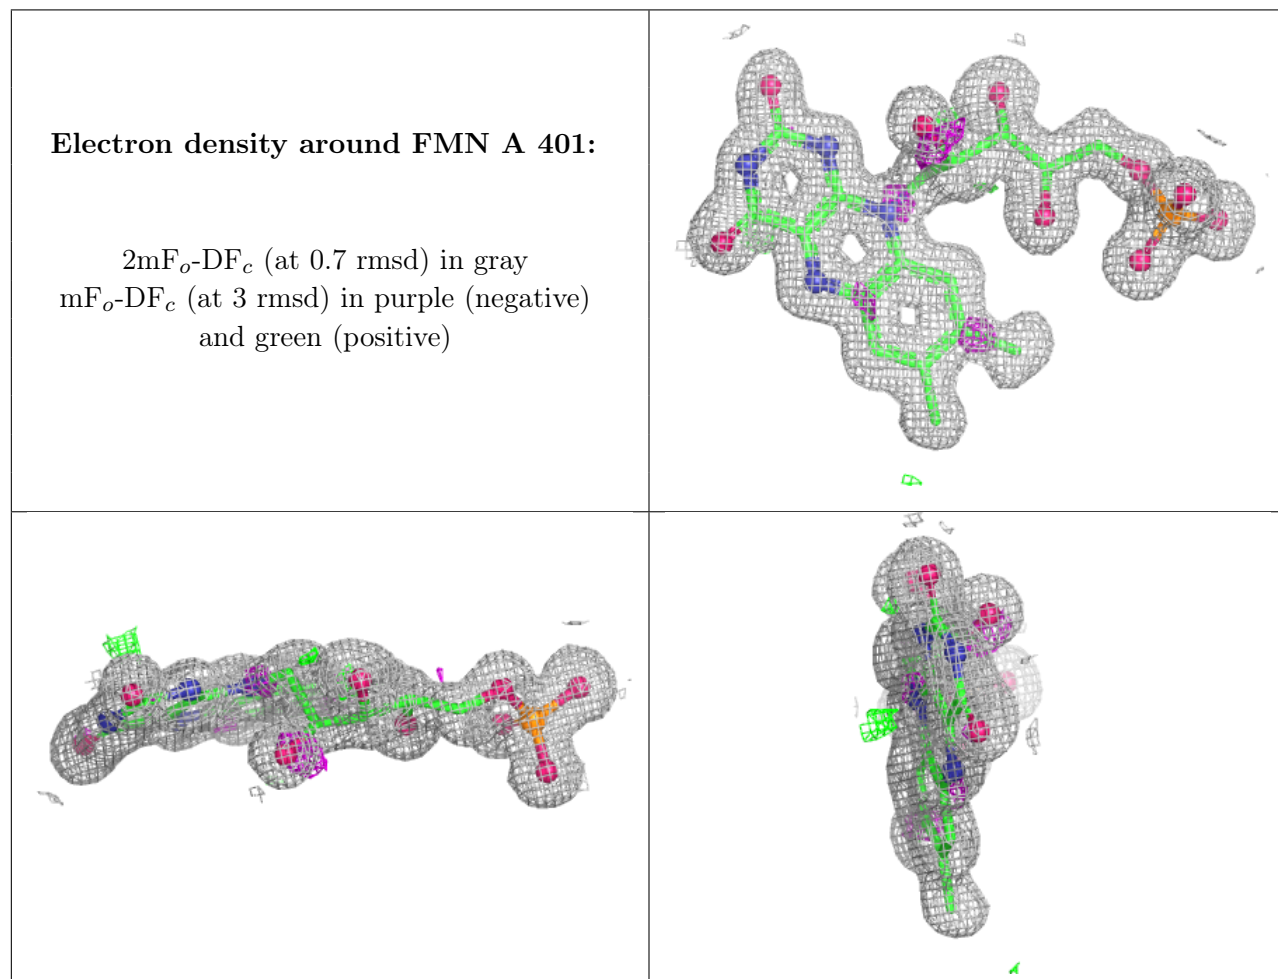 Electron density around FMN A 401:
2mFₒ-DF𝒸 (at 0.7 rmsd) in gray
mFₒ-DF𝒸 (at 3 rmsd) in purple (negative)
and green (positive)